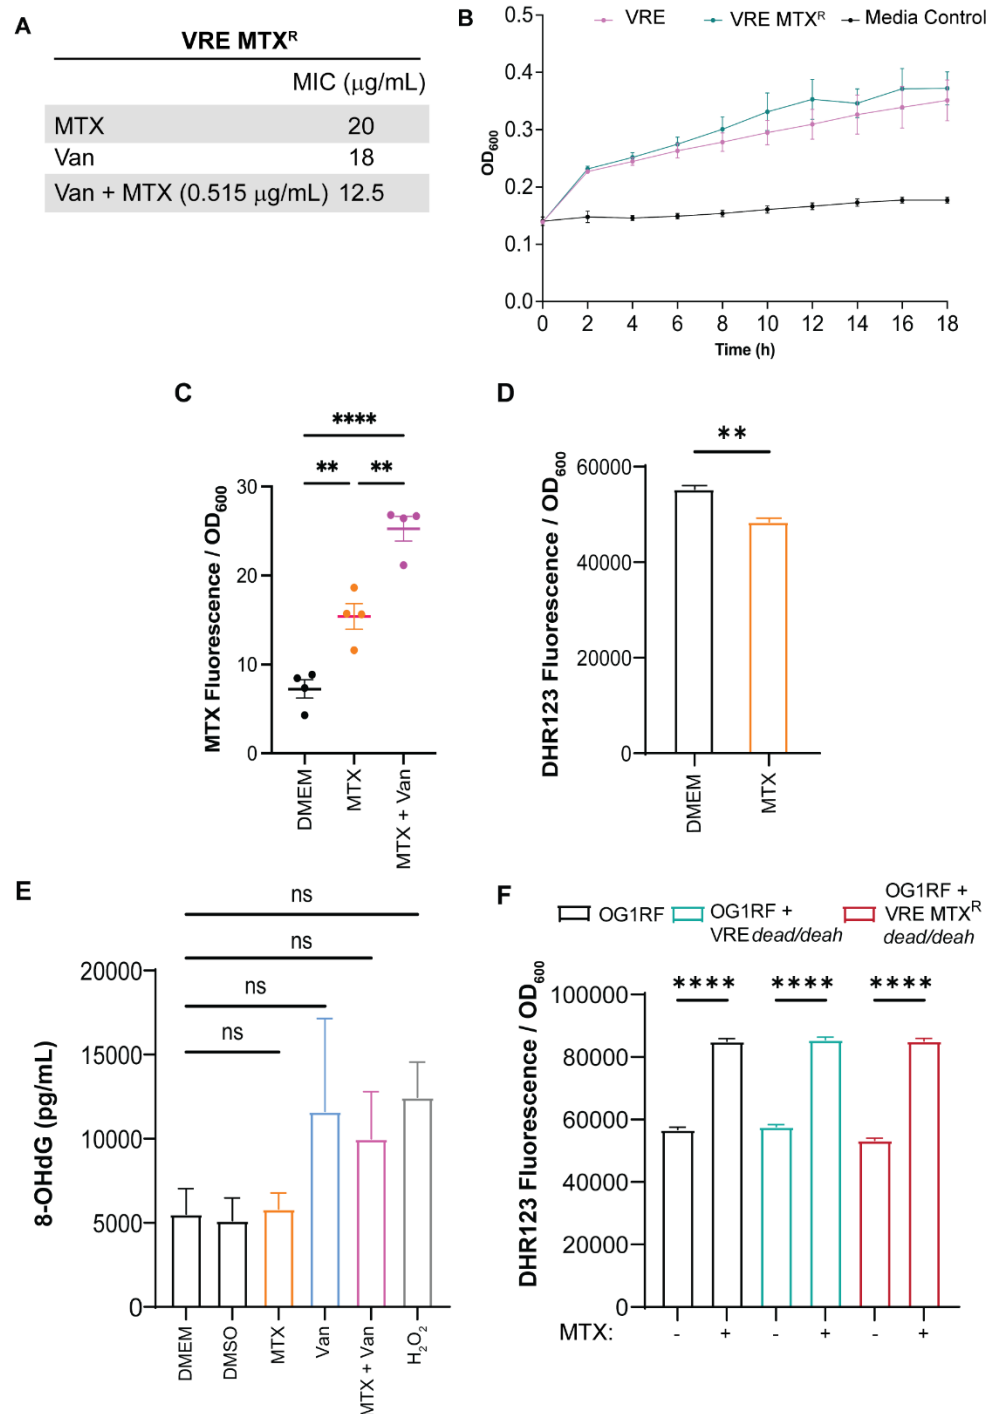 A
VRE MTXᴿ
MIC (μg/mL)
MTX 20
Van 18
Van + MTX (0.515 μg/mL) 12.5
B
VRE VRE MTXᴿ Media Control
0.5
0.4
0.3
0.2
0.1
0.0
OD₆₀₀
0 2 4 6 8 10 12 14 16 18
Time (h)
C
****
** **
MTX Fluorescence / OD₆₀₀
30
20
10
0
DMEM
MTX
MTX + Van
D
**
DHR123 Fluorescence / OD₆₀₀
60000
40000
20000
0
DMEM
MTX
E
ns
ns
ns
ns
8-OHdG (pg/mL)
20000
15000
10000
5000
0
DMEM
DMSO
MTX
Van
MTX + Van
H₂O₂
F
OG1RF
OG1RF +
VRE dead/deah
OG1RF +
VRE MTXᴿ
dead/deah
**** **** ****
DHR123 Fluorescence / OD₆₀₀
100000
80000
60000
40000
20000
0
MTX: - + - + - +